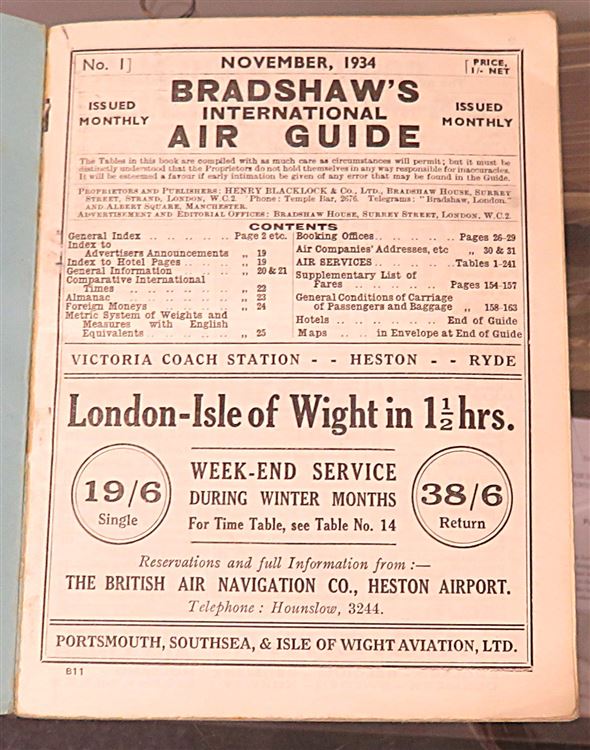 No. 1]
NOVEMBER, 1934
[PRICE, 1/- NET
ISSUED MONTHLY
BRADSHAW'S
INTERNATIONAL
AIR GUIDE
ISSUED MONTHLY
The Tables in this book are compiled with as much care as circumstances will permit; but it must be
distinctly understood that the Proprietors do not hold themselves in any way responsible for inaccuracies.
It will be esteemed a favour if early intimation be given of any error that may be found in the Guide.
PROPRIETORS AND PUBLISHERS: HENRY BLACKLOCK & CO., LTD., BRADSHAW HOUSE, SURREY
STREET, STRAND, LONDON, W.C.2. 'Phone: Temple Bar, 2676. Telegrams: "Bradshaw, London."
AND ALBERT SQUARE, MANCHESTER.
ADVERTISEMENT AND EDITORIAL OFFICES: BRADSHAW HOUSE, SURREY STREET, LONDON, W.C.2.
CONTENTS
General Index .. .. .. .. Page 2 etc.
Index to
Advertisers Announcements „ 19
Index to Hotel Pages .. .. „ 19
General Information .. .. „ 20 & 21
Comparative International
Times .. .. .. .. „ 22
Almanac .. .. .. .. „ 23
Foreign Moneys .. .. .. „ 24
Metric System of Weights and
Measures with English
Equivalents .. .. .. .. „ 25
Booking Offices .. .. .. .. Pages 26-29
Air Companies' Addresses, etc „ 30 & 31
AIR SERVICES .. .. .. .. Tables 1-241
Supplementary List of
Fares .. .. .. .. Pages 154-157
General Conditions of Carriage
of Passengers and Baggage „ 158-163
Hotels .. .. .. .. .. End of Guide
Maps .. .. in Envelope at End of Guide
VICTORIA COACH STATION - - HESTON - - RYDE
London-Isle of Wight in 1½ hrs.
19/6
Single
WEEK-END SERVICE
DURING WINTER MONTHS
For Time Table, see Table No. 14
38/6
Return
Reservations and full Information from :—
THE BRITISH AIR NAVIGATION CO., HESTON AIRPORT.
Telephone : Hounslow, 3244.
PORTSMOUTH, SOUTHSEA, & ISLE OF WIGHT AVIATION, LTD.
B11